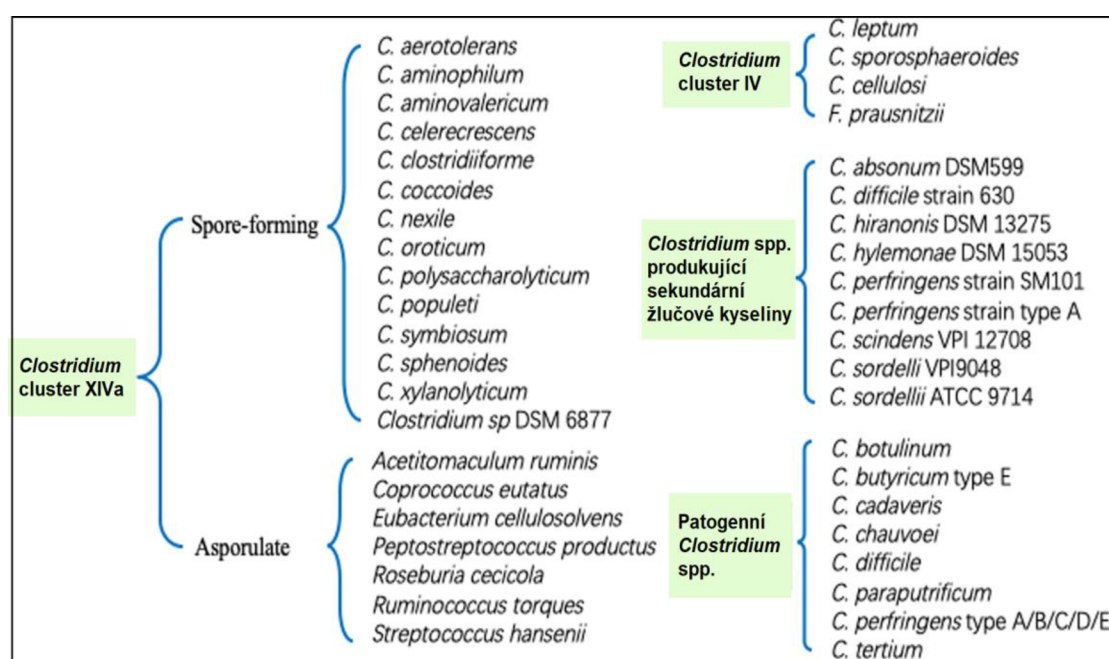 Clostridium
cluster XIVa
Spore-forming
C. aerotolerans
C. aminophilum
C. aminovalericum
C. celerecrescens
C. clostridiiforme
C. coccoides
C. nexile
C. oroticum
C. polysaccharolyticum
C. populeti
C. symbiosum
C. sphenoides
C. xylanolyticum
Clostridium sp DSM 6877
Asporulate
Acetitomaculum ruminis
Coprococcus eutatus
Eubacterium cellulosolvens
Peptostreptococcus productus
Roseburia cecicola
Ruminococcus torques
Streptococcus hansenii
Clostridium
cluster IV
C. leptum
C. sporosphaeroides
C. cellulosi
F. prausnitzii
Clostridium spp.
produkující
sekundární
žlučové kyseliny
C. absonum DSM599
C. difficile strain 630
C. hiranonis DSM 13275
C. hylemonae DSM 15053
C. perfringens strain SM101
C. perfringens strain type A
C. scindens VPI 12708
C. sordelli VPI9048
C. sordellii ATCC 9714
Patogenní
Clostridium
spp.
C. botulinum
C. butyricum type E
C. cadaveris
C. chauvoei
C. difficile
C. paraputrificum
C. perfringens type A/B/C/D/E
C. tertium